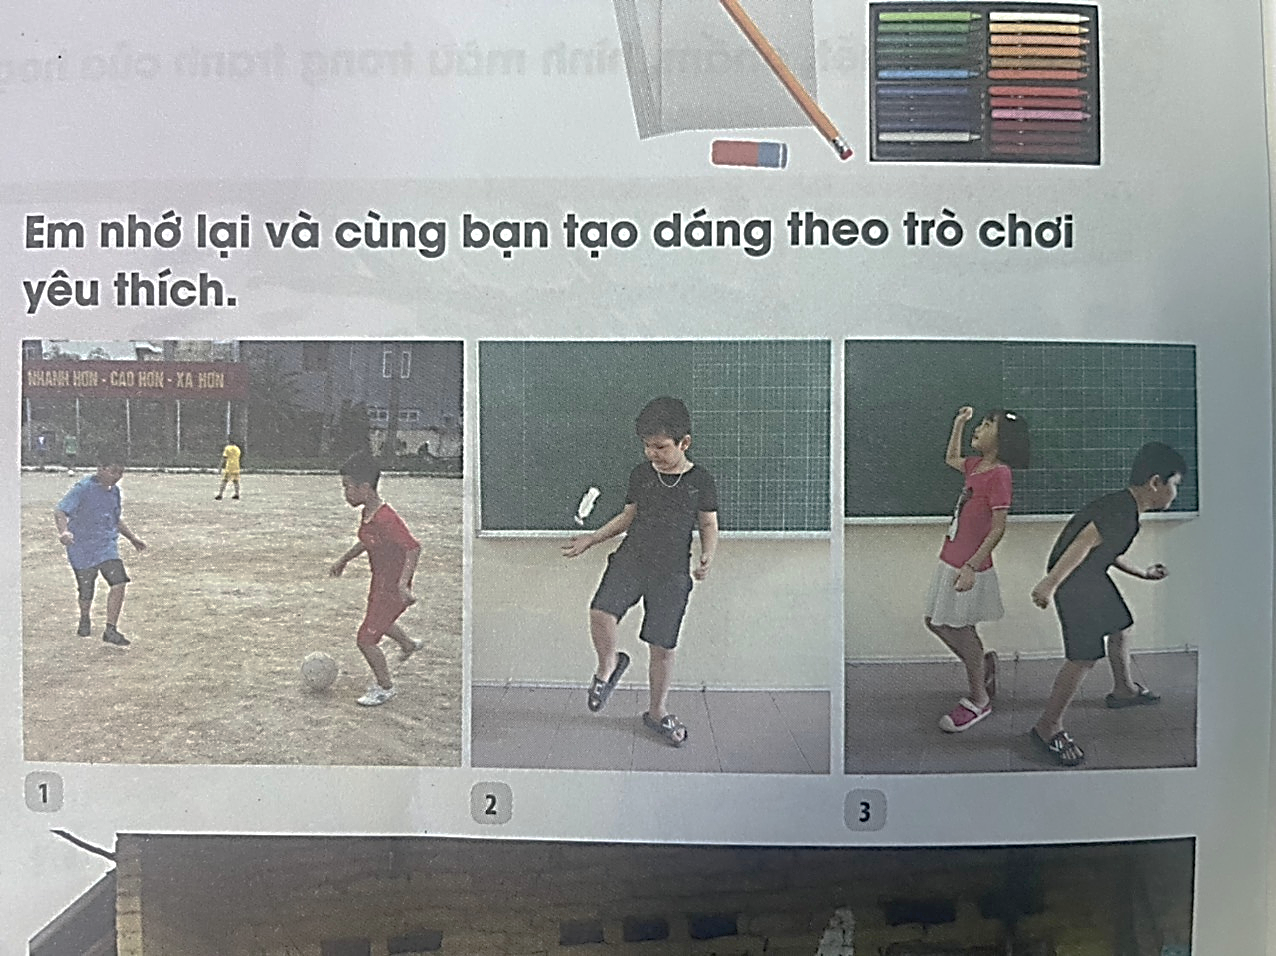 Em nhớ lại và cùng bạn tạo dáng theo trò chơi
yêu thích.
NHANH HƠN - CAO HƠN - XA HƠN
1
2
3